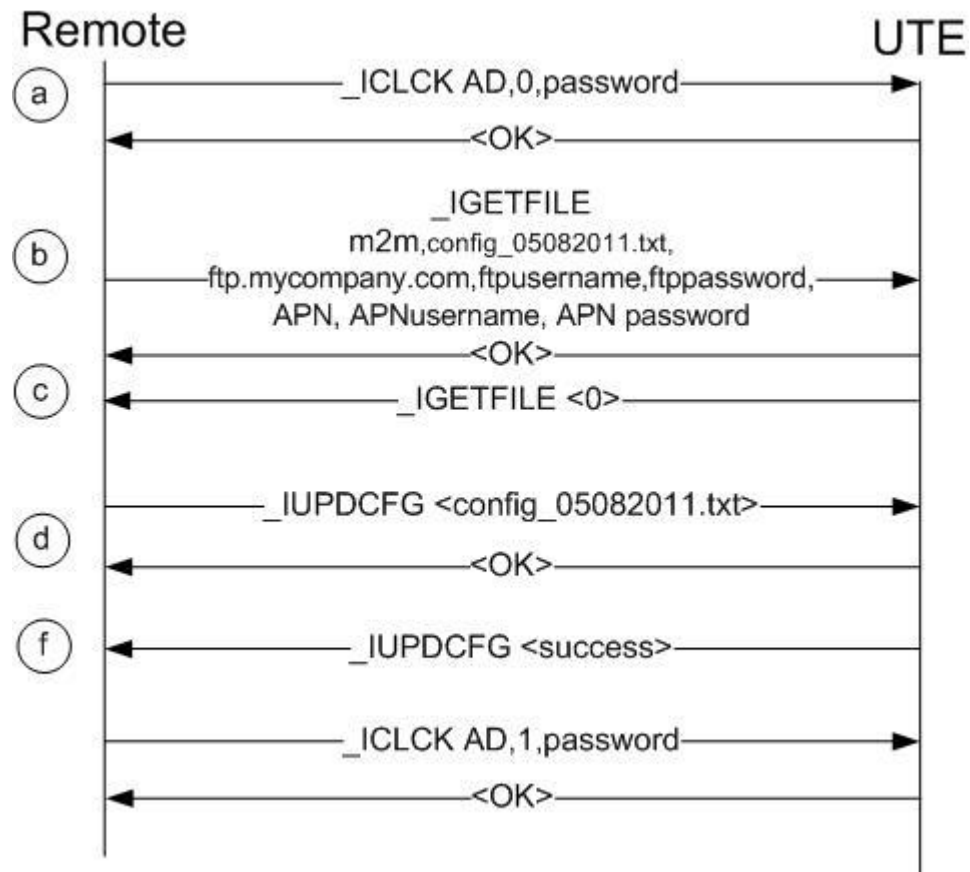 Remote
UTE
a
_ICLCK AD,0,password
<OK>
_IGETFILE
b
m2m,config_05082011.txt,
ftp.mycompany.com,ftpusername,ftppassword,
APN, APNusername, APN password
<OK>
c
_IGETFILE <0>
_IUPDCFG <config_05082011.txt>
d
<OK>
f
_IUPDCFG <success>
_ICLCK AD,1,password
<OK>